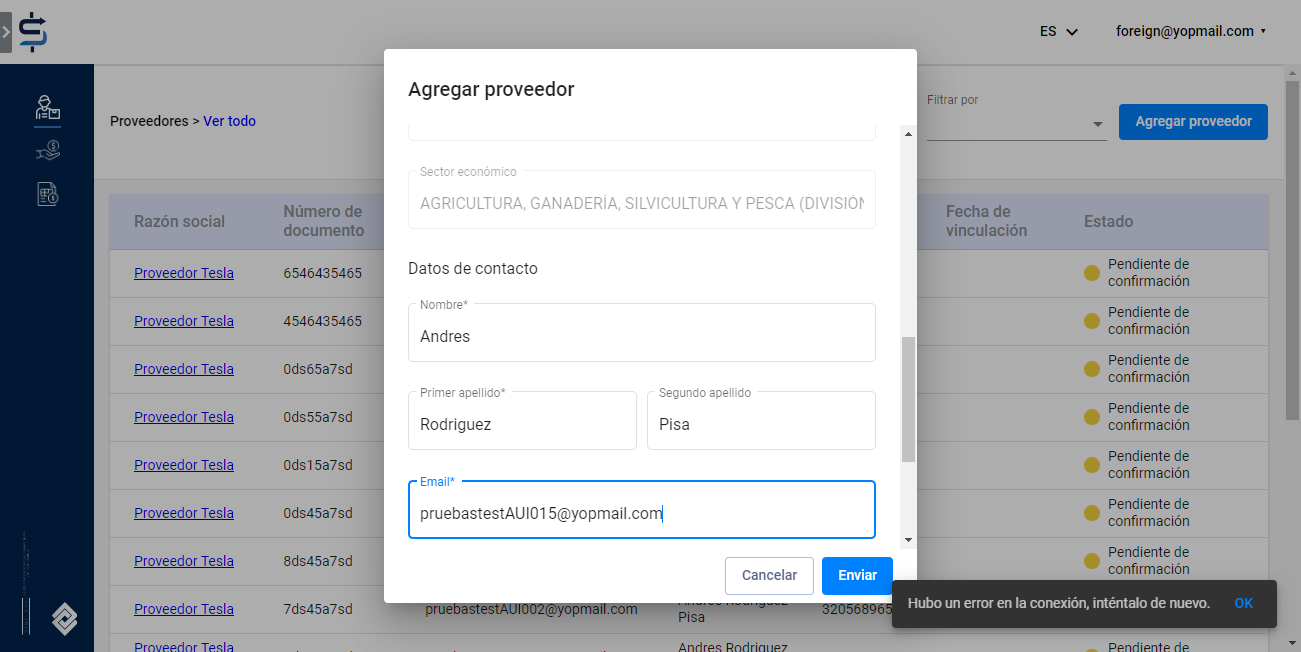 ES
foreign@yopmail.com
Agregar proveedor
Filtrar por
Proveedores > Ver todo
Agregar proveedor
Sector económico
AGRICULTURA, GANADERÍA, SILVICULTURA Y PESCA (DIVISIÓN
Razón social
Número de
documento
Fecha de
vinculación
Estado
Datos de contacto
Proveedor Tesla
6546435465
Pendiente de
confirmación
Nombre*
Andres
Proveedor Tesla
4546435465
Pendiente de
confirmación
Proveedor Tesla
0ds65a7sd
Pendiente de
confirmación
Primer apellido*
Segundo apellido
Rodriguez
Pisa
Proveedor Tesla
0ds55a7sd
Pendiente de
confirmación
Proveedor Tesla
0ds15a7sd
Pendiente de
confirmación
Email*
pruebastestAUI015@yopmail.com
Proveedor Tesla
0ds45a7sd
Pendiente de
confirmación
Proveedor Tesla
8ds45a7sd
Pendiente de
confirmación
Cancelar
Enviar
Proveedor Tesla
7ds45a7sd
pruebastestAUI002@yopmail.com
Andres Rodriguez
Pisa
320568965
Hubo un error en la conexión, inténtalo de nuevo.
OK
Proveedor Tesla
Andres Rodriguez
Pendiente de